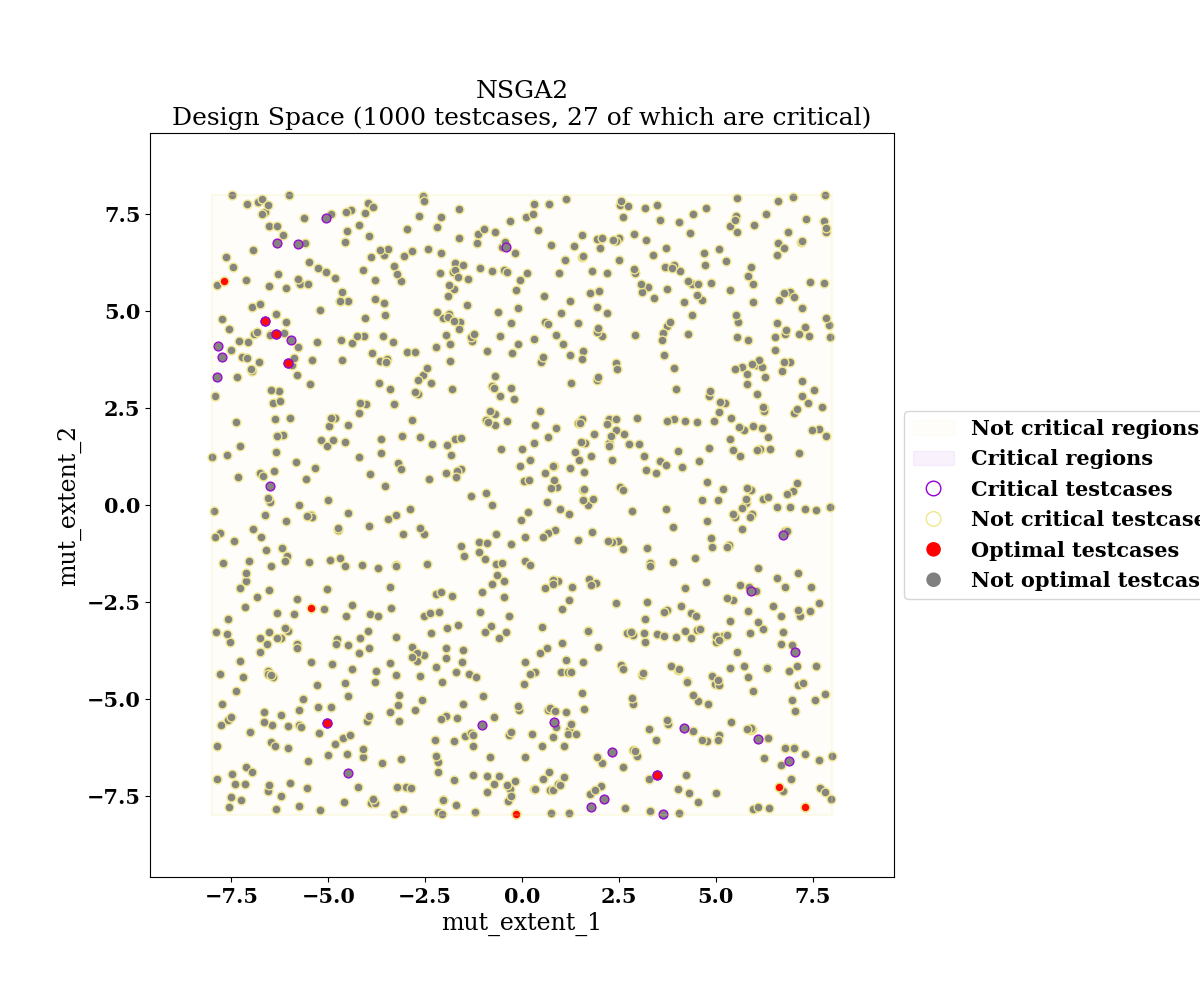 NSGA2
Design Space (1000 testcases, 27 of which are critical)
7.5
5.0
2.5
0.0
−2.5
−5.0
−7.5
mut_extent_2
−7.5 −5.0 −2.5 0.0 2.5 5.0 7.5
mut_extent_1
Not critical regions
Critical regions
Critical testcases
Not critical testcase
Optimal testcases
Not optimal testcas